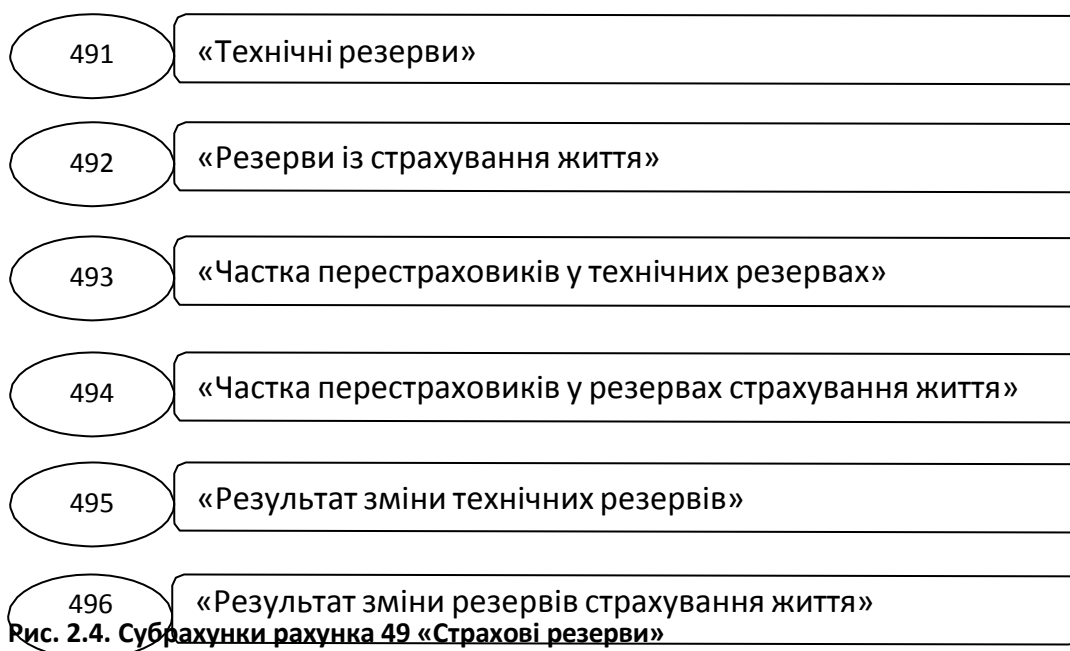 491 «Технічні резерви»
492 «Резерви із страхування життя»
493 «Частка перестраховиків у технічних резервах»
494 «Частка перестраховиків у резервах страхування життя»
495 «Результат зміни технічних резервів»
496 «Результат зміни резервів страхування життя»
Рис. 2.4. Субрахунки рахунка 49 «Страхові резерви»